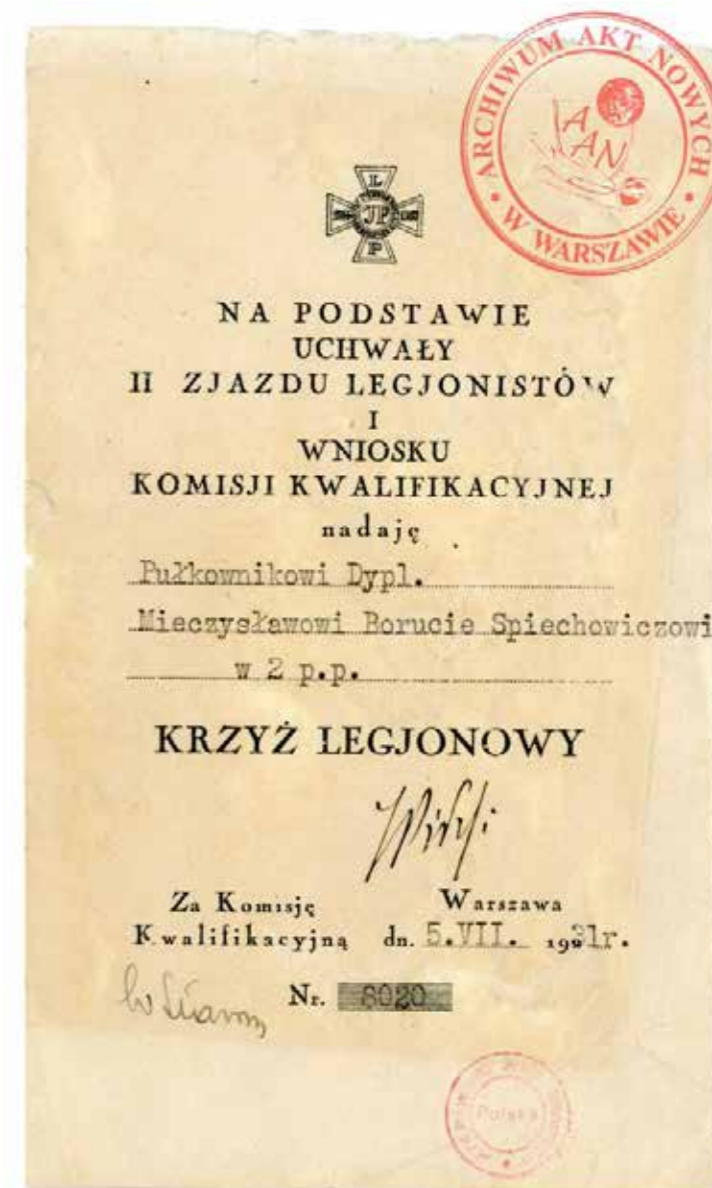 ARCHIWUM AKT NOWYCH
W WARSZAWIE
AAN
L
JP
P
NA PODSTAWIE
UCHWAŁY
II ZJAZDU LEGJONISTÓW
I
WNIOSKU
KOMISJI KWALIFIKACYJNEJ
nadaję
Pułkownikowi Dypl.
Mieczysławowi Borucie Spiechowiczowi
w 2 p.p.
KRZYŻ LEGJONOWY
Za Komisję Warszawa
Kwalifikacyjną dn. 5.VII. 1931r.
Nr. 8020
Polska